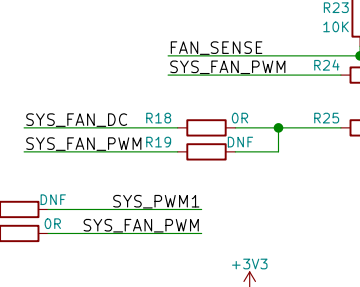 R23
10K
FAN_SENSE
SYS_FAN_PWM R24
SYS_FAN_DC R18 0R R25
SYS_FAN_PWM R19 DNF
DNF SYS_PWM1
0R SYS_FAN_PWM
+3V3